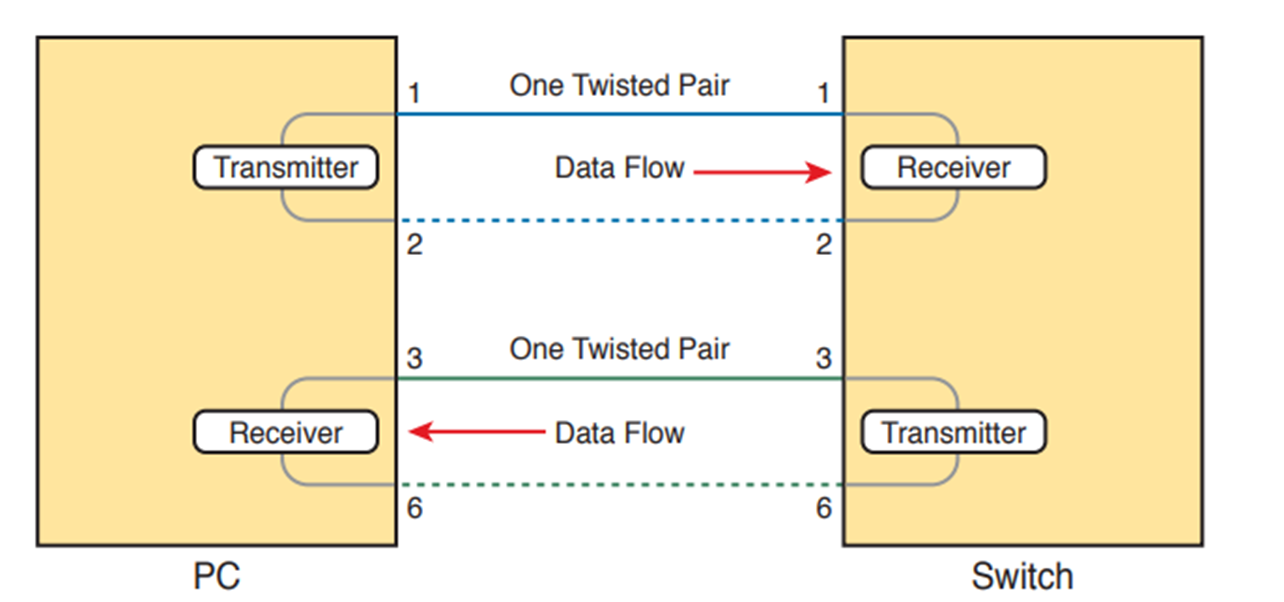 One Twisted Pair
1
1
Transmitter
Data Flow
Receiver
2
2
One Twisted Pair
3
3
Receiver
Data Flow
Transmitter
6
6
PC
Switch